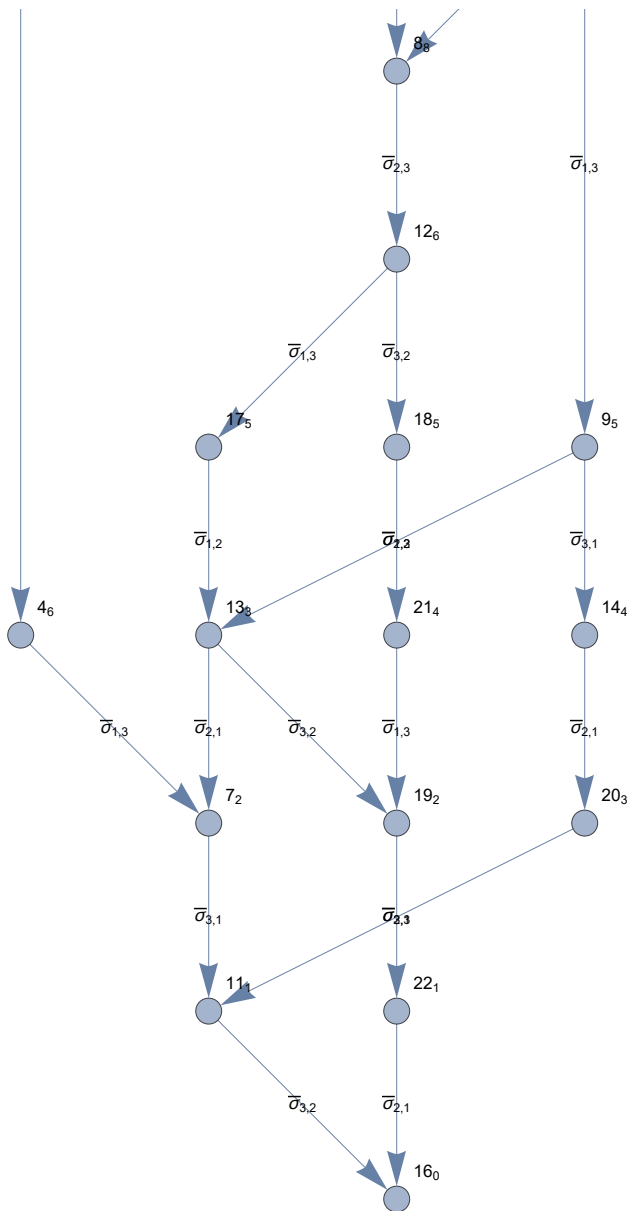 8₈
σ̅₂,₃ σ̅₁,₃
12₆
σ̅₁,₃ σ̅₃,₂
17₅ 18₅ 9₅
σ̅₁,₂ σ̅₃,₁
4₆ 13₃ 21₄ 14₄
σ̅₁,₃ σ̅₂,₁ σ̅₃,₂ σ̅₁,₃ σ̅₂,₁
7₂ 19₂ 20₃
σ̅₃,₁
11₁ 22₁
σ̅₃,₂ σ̅₂,₁
16₀